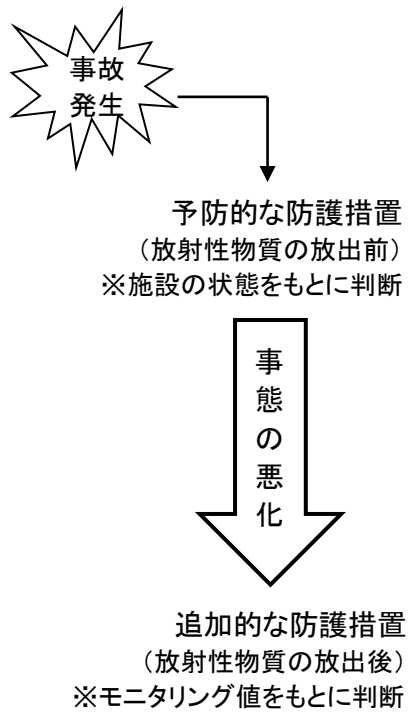 事故
発生
予防的な防護措置
（放射性物質の放出前）
※施設の状態をもとに判断
事態の悪化
追加的な防護措置
（放射性物質の放出後）
※モニタリング値をもとに判断